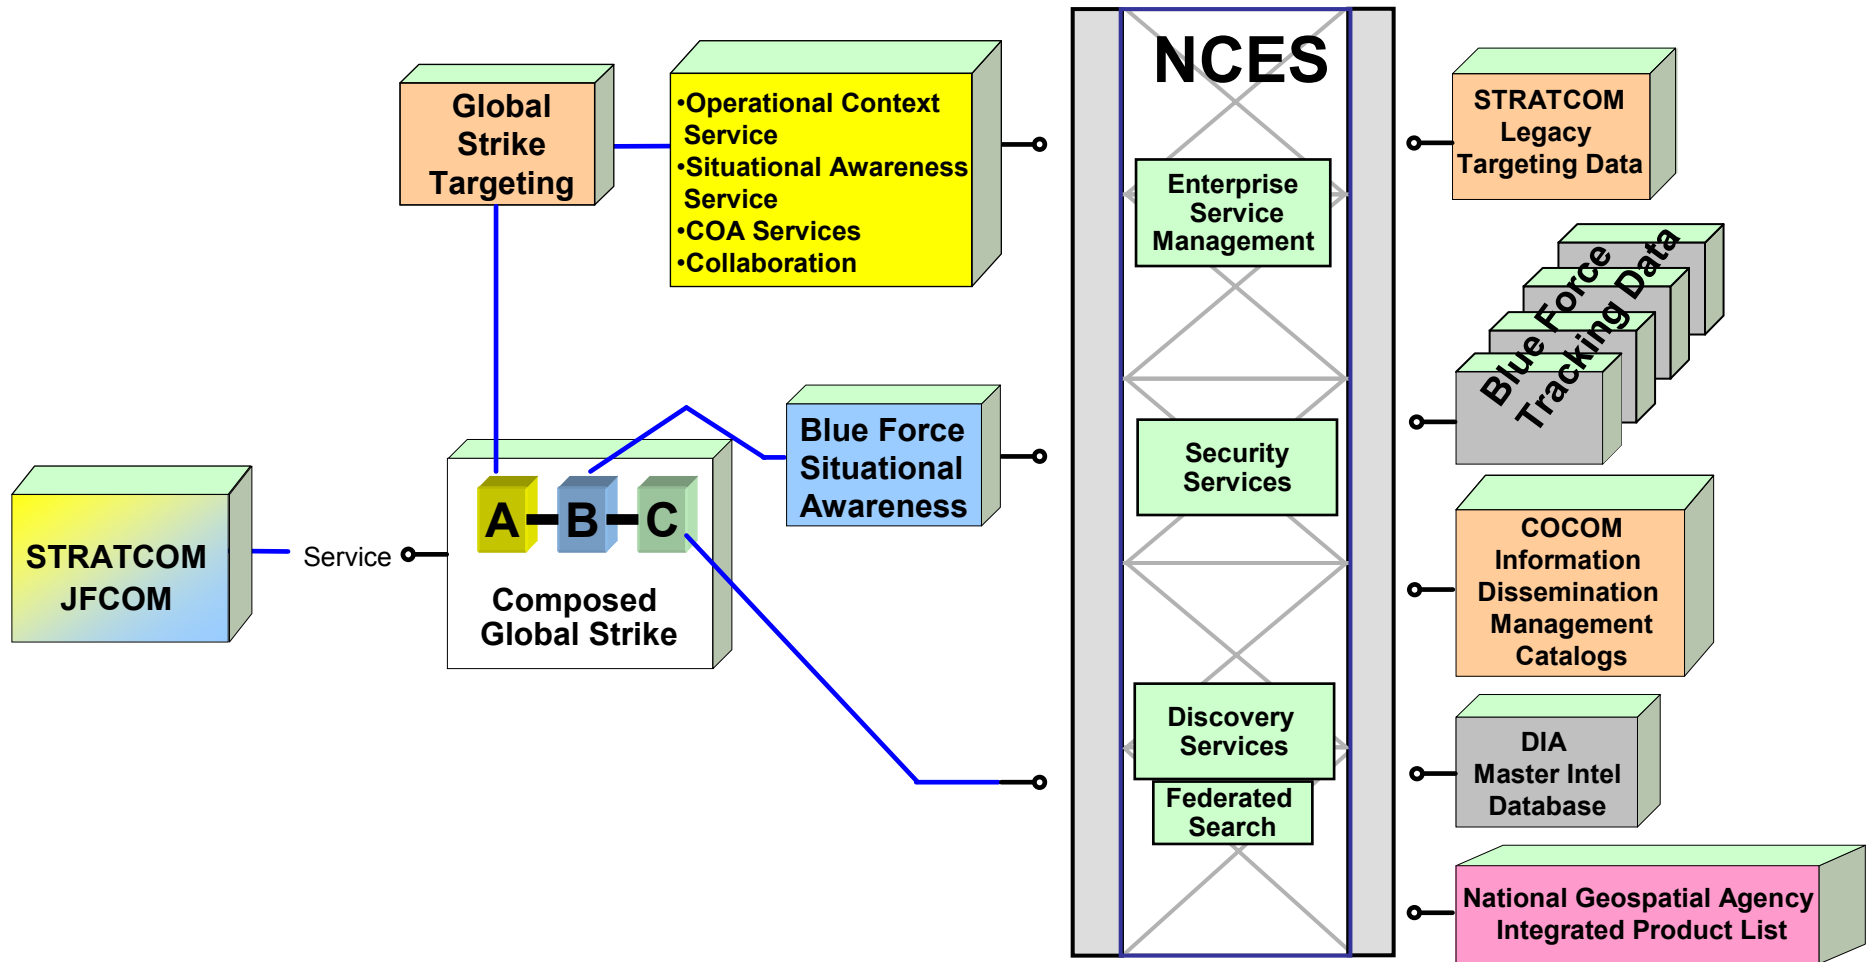 NCES
Global
Strike
Targeting
•Operational Context
Service
•Situational Awareness
Service
•COA Services
•Collaboration
STRATCOM
Legacy
Targeting Data
Enterprise
Service
Management
Blue Force
Tracking Data
Blue Force
Situational
Awareness
Security
Services
STRATCOM
JFCOM
Service
A B C
Composed
Global Strike
COCOM
Information
Dissemination
Management
Catalogs
Discovery
Services
Federated
Search
DIA
Master Intel
Database
National Geospatial Agency
Integrated Product List